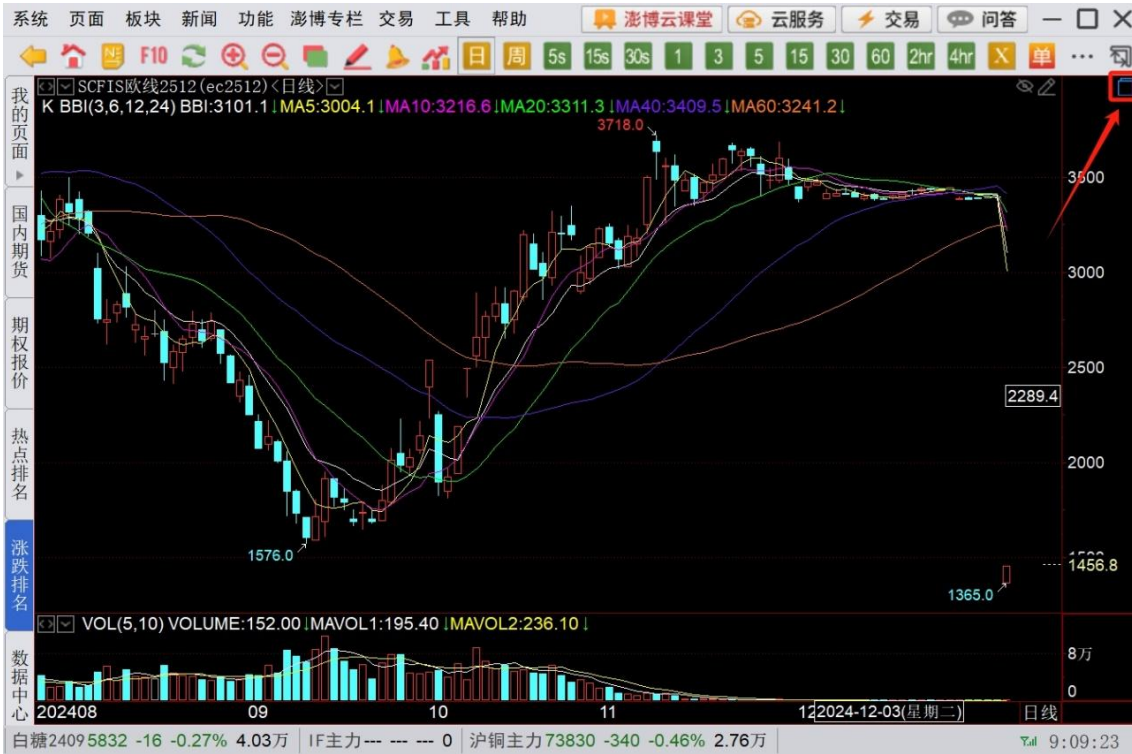 系统 页面 板块 新闻 功能 澎博专栏 交易 工具 帮助 澎博云课堂 云服务 交易 问答
F10 日 周 5s 15s 30s 1 3 5 15 30 60 2hr 4hr X 单
我的页面
国内期货
期权报价
热点排名
涨跌排名
数据中心
SCFIS欧线2512(ec2512)<日线>
K BBI(3,6,12,24) BBI:3101.1↓MA5:3004.1↓MA10:3216.6↓MA20:3311.3↓MA40:3409.5↓MA60:3241.2↓
3718.0
3500
3000
2500
2289.4
2000
1576.0
1500
1456.8
1365.0
VOL(5,10) VOLUME:152.00↓MAVOL1:195.40↓MAVOL2:236.10↓
8万
0
202408 09 10 11 12 2024-12-03(星期二) 日线
白糖2409 5832 -16 -0.27% 4.03万 IF主力 --- --- --- 0 沪铜主力 73830 -340 -0.46% 2.76万 9:09:23